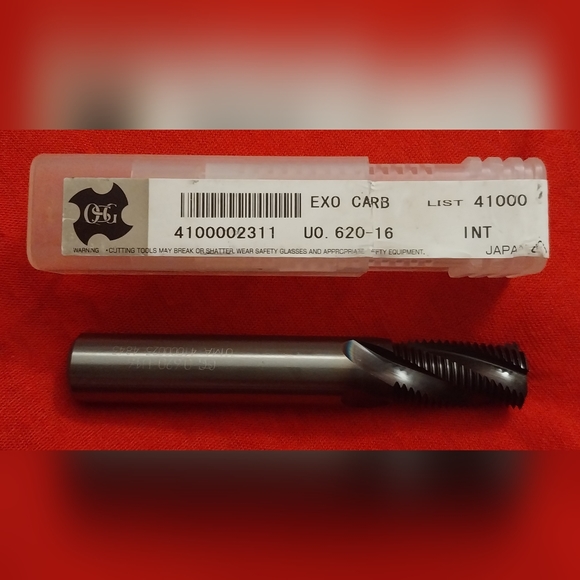 OSG
EXO CARB LIST 41000
4100002311 U0.620-16 INT
WARNING •CUTTING TOOLS MAY BREAK OR SHATTER. WEAR SAFETY GLASSES AND APPROPRIATE SAFETY EQUIPMENT.
JAPAN